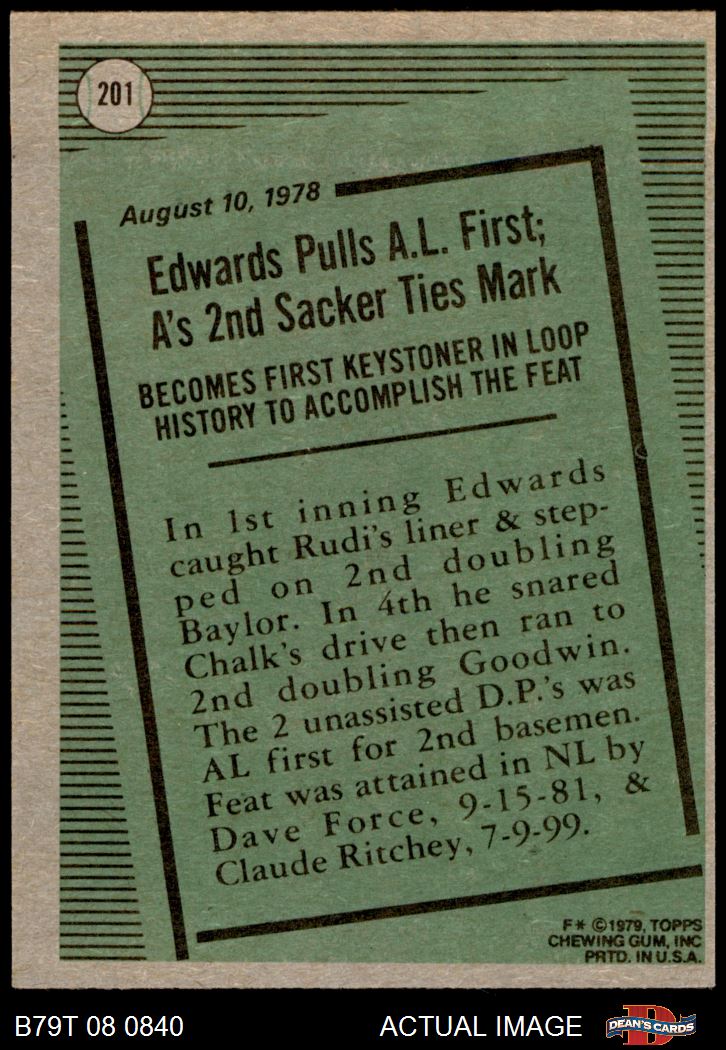 201
August 10, 1978
Edwards Pulls A.L. First;
A's 2nd Sacker Ties Mark
BECOMES FIRST KEYSTONER IN LOOP
HISTORY TO ACCOMPLISH THE FEAT
In 1st inning Edwards
caught Rudi's liner & step-
ped on 2nd doubling
Baylor. In 4th he snared
Chalk's drive then ran to
2nd doubling Goodwin.
The 2 unassisted D.P.'s was
AL first for 2nd basemen.
Feat was attained in NL by
Dave Force, 9-15-81, &
Claude Ritchey, 7-9-99.
F* ©1979, TOPPS
CHEWING GUM, INC
PRTD. IN U.S.A.
B79T 08 0840
ACTUAL IMAGE
D
DEAN'S CARDS